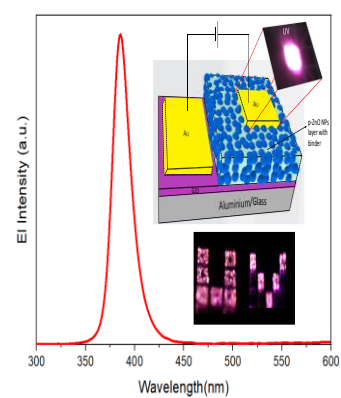 El Intensity (a.u.)
UV
Au
Au
p-ZnO NPs
layer with
binder
Aluminium/Glass
300
350
400
450
500
550
600
Wavelength(nm)